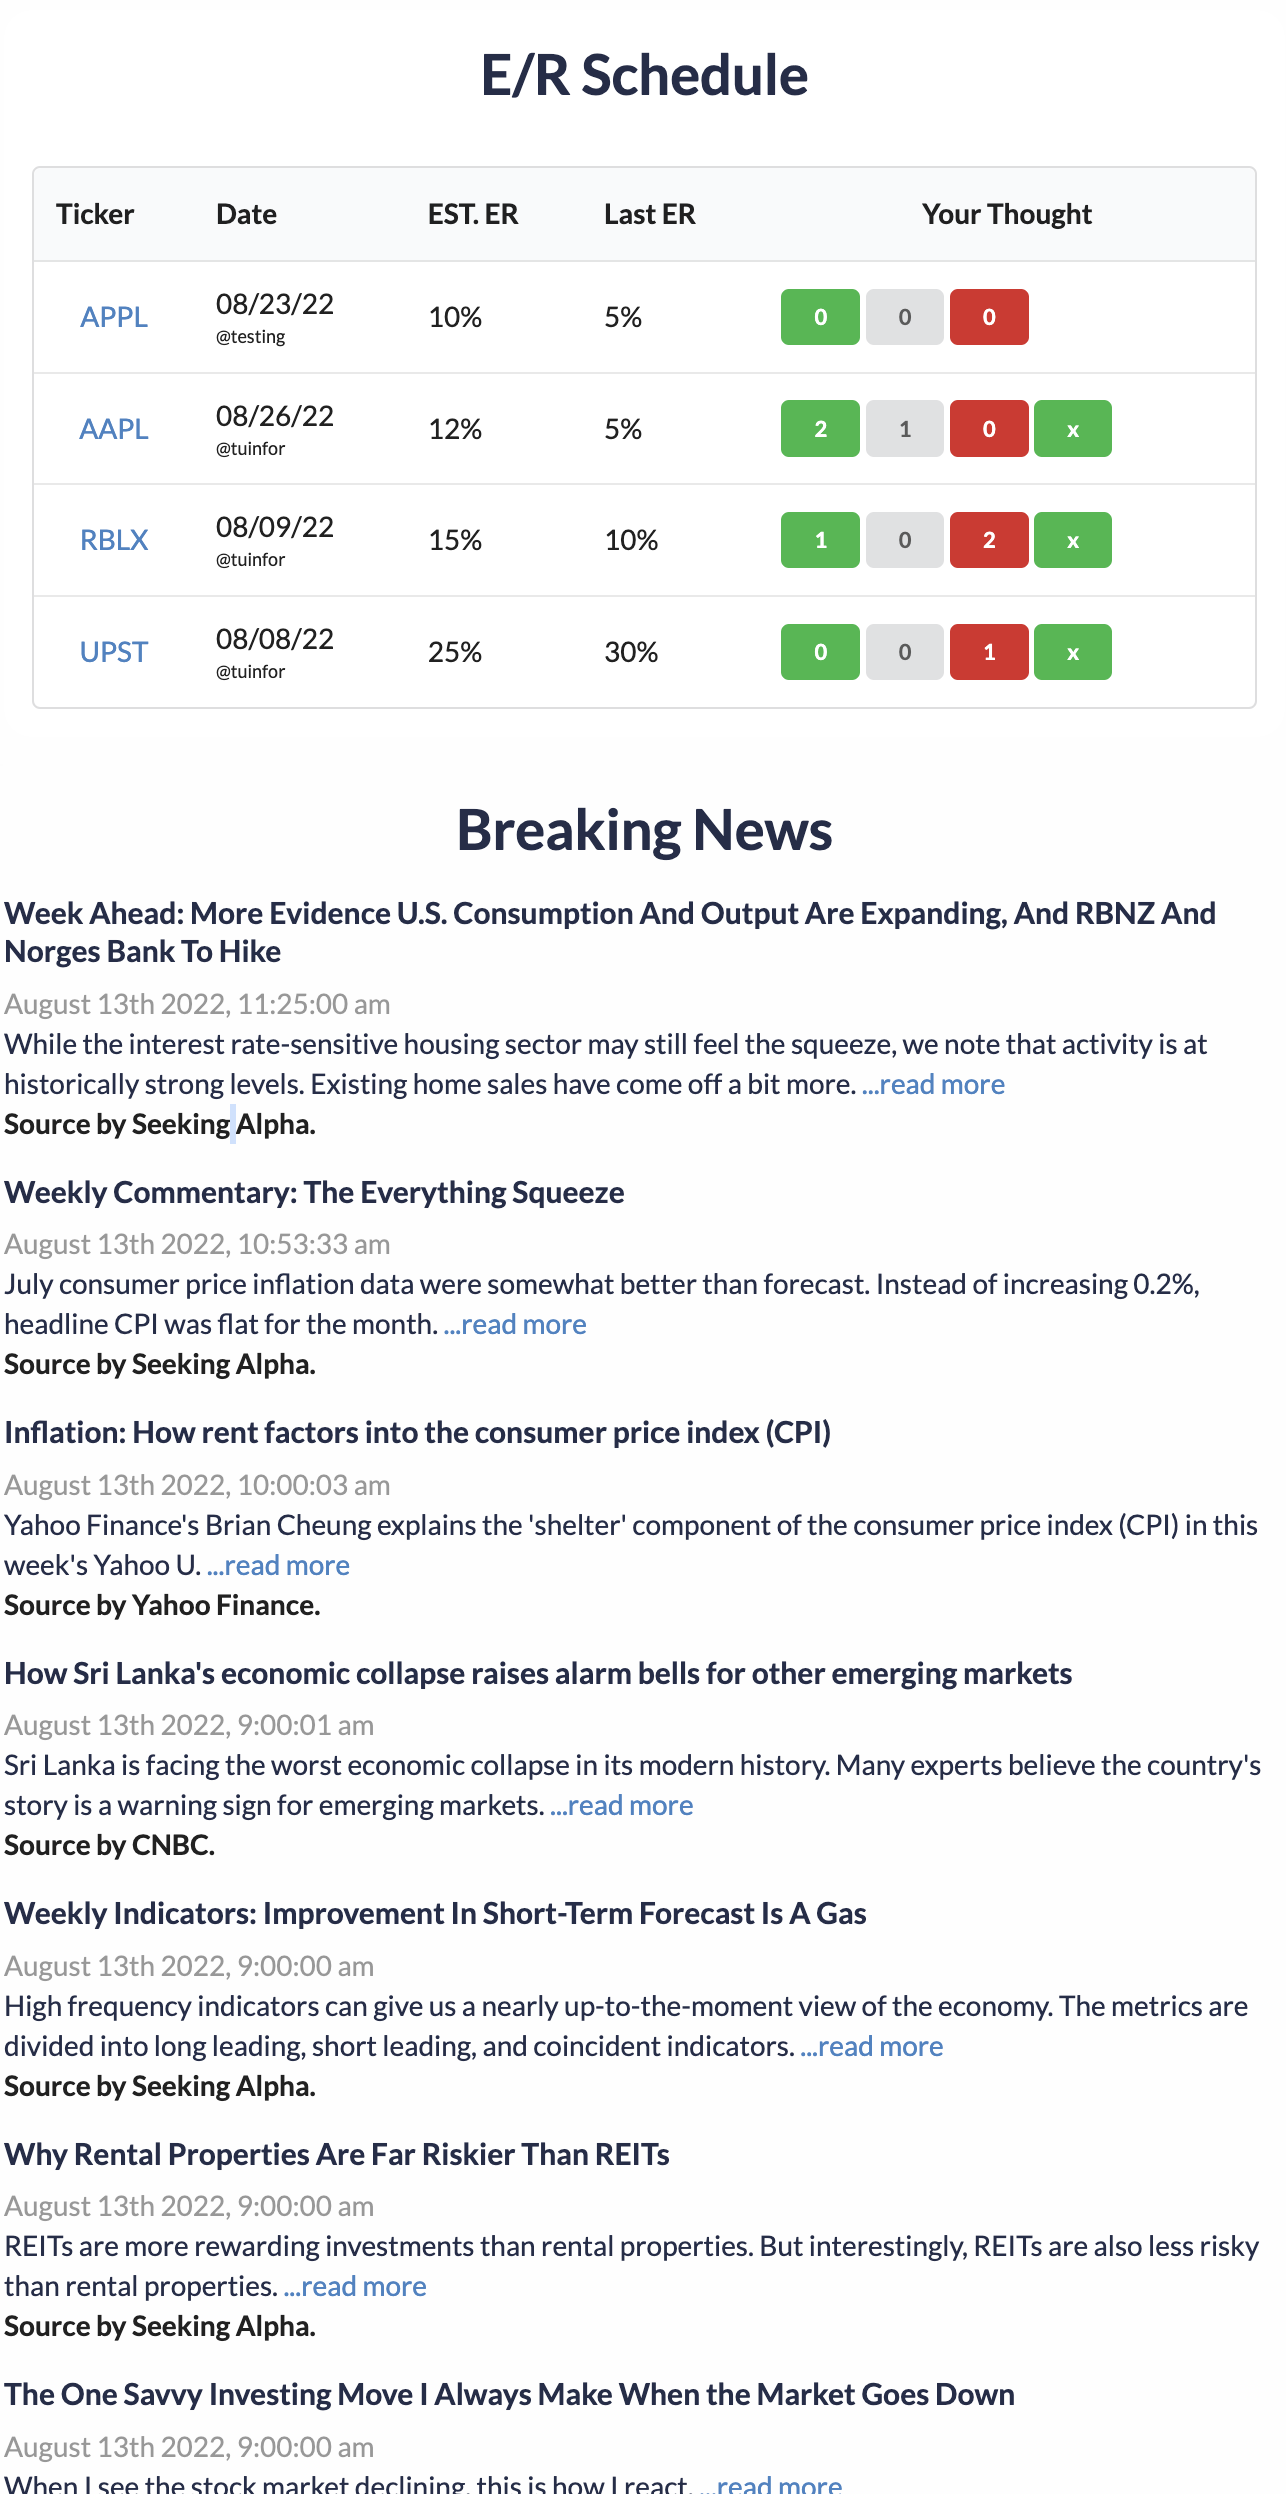 E/R Schedule
Ticker Date EST. ER Last ER Your Thought
APPL 08/23/22 10% 5% 0 0 0
@testing
AAPL 08/26/22 12% 5% 2 1 0 x
@tuinfor
RBLX 08/09/22 15% 10% 1 0 2 x
@tuinfor
UPST 08/08/22 25% 30% 0 0 1 x
@tuinfor
Breaking News
Week Ahead: More Evidence U.S. Consumption And Output Are Expanding, And RBNZ And
Norges Bank To Hike
August 13th 2022, 11:25:00 am
While the interest rate-sensitive housing sector may still feel the squeeze, we note that activity is at
historically strong levels. Existing home sales have come off a bit more. ...read more
Source by Seeking Alpha.
Weekly Commentary: The Everything Squeeze
August 13th 2022, 10:53:33 am
July consumer price inflation data were somewhat better than forecast. Instead of increasing 0.2%,
headline CPI was flat for the month. ...read more
Source by Seeking Alpha.
Inflation: How rent factors into the consumer price index (CPI)
August 13th 2022, 10:00:03 am
Yahoo Finance's Brian Cheung explains the 'shelter' component of the consumer price index (CPI) in this
week's Yahoo U. ...read more
Source by Yahoo Finance.
How Sri Lanka's economic collapse raises alarm bells for other emerging markets
August 13th 2022, 9:00:01 am
Sri Lanka is facing the worst economic collapse in its modern history. Many experts believe the country's
story is a warning sign for emerging markets. ...read more
Source by CNBC.
Weekly Indicators: Improvement In Short-Term Forecast Is A Gas
August 13th 2022, 9:00:00 am
High frequency indicators can give us a nearly up-to-the-moment view of the economy. The metrics are
divided into long leading, short leading, and coincident indicators. ...read more
Source by Seeking Alpha.
Why Rental Properties Are Far Riskier Than REITs
August 13th 2022, 9:00:00 am
REITs are more rewarding investments than rental properties. But interestingly, REITs are also less risky
than rental properties. ...read more
Source by Seeking Alpha.
The One Savvy Investing Move I Always Make When the Market Goes Down
August 13th 2022, 9:00:00 am
When I see the stock market declining, this is how I react. ...read more